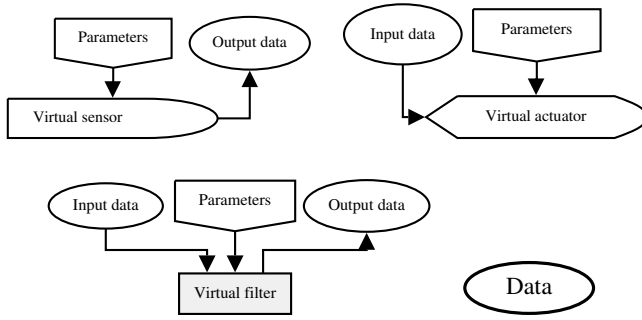 Parameters
Output data
Virtual sensor
Input data
Parameters
Virtual actuator
Input data
Parameters
Output data
Virtual filter
Data